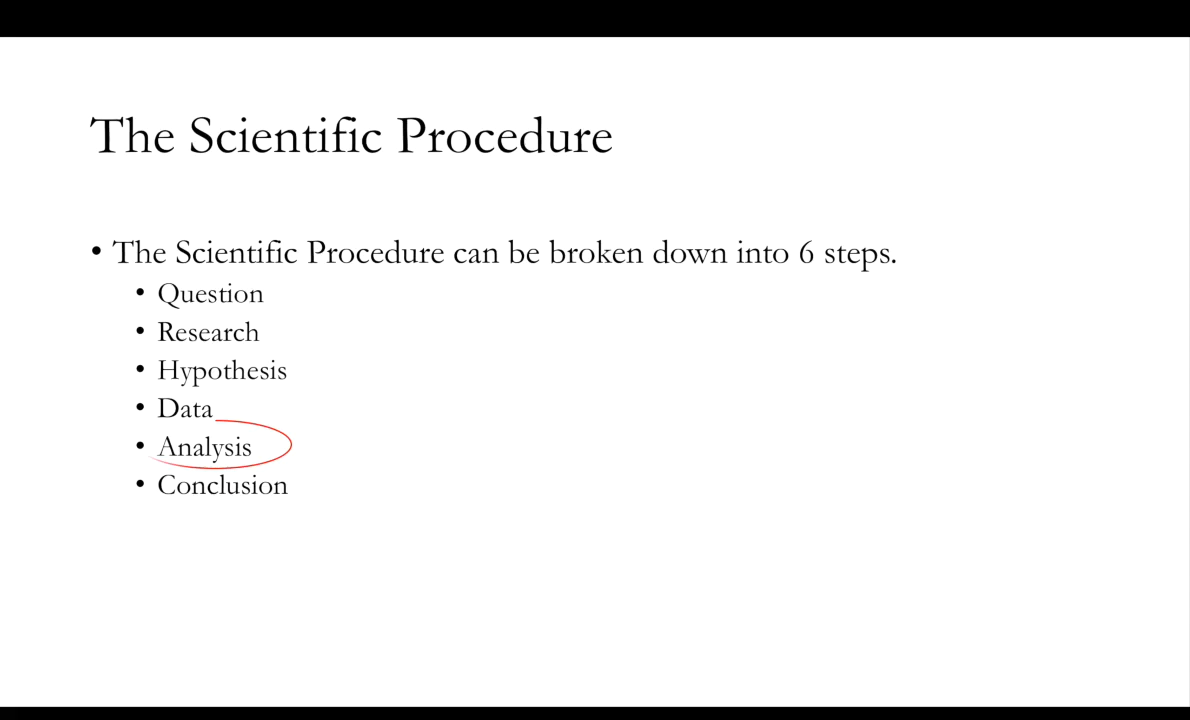 The Scientific Procedure
• The Scientific Procedure can be broken down into 6 steps.
• Question
• Research
• Hypothesis
• Data
• Analysis
• Conclusion